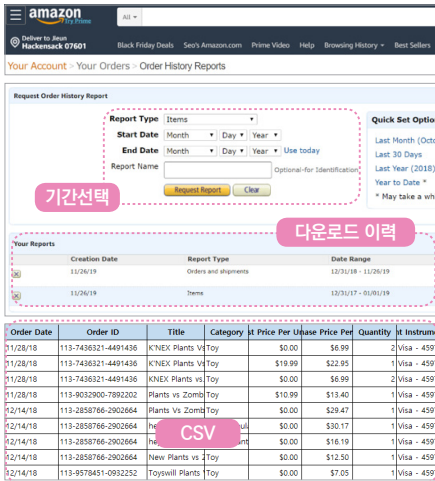 amazon
Try Prime
All
Deliver to Jieun
Hackensack 07601
Black Friday Deals Seo's Amazon.com Prime Video Help Browsing History Best Sellers
Your Account > Your Orders > Order History Reports
Request Order History Report
Report Type Items
Start Date Month Day Year
End Date Month Day Year Use today
Report Name Optional-for Identification
Request Report Clear
Quick Set Optio
Last Month (Octo
Last 30 Days
Last Year (2018)
Year to Date *
* May take a wh
기간선택
다운로드 이력
Your Reports
Creation Date Report Type Date Range
11/26/19 Orders and shipments 12/31/18 - 11/26/19
11/26/19 Items 12/31/17 - 01/01/19
Order Date Order ID Title Category st Price Per Un hase Price Per Quantity nt Instrum
11/28/18 113-7436321-4491436 K'NEX Plants Vs Toy $0.00 $6.99 2 Visa - 459
11/28/18 113-7436321-4491436 K'NEX Plants Vs Toy $19.99 $22.95 1 Visa - 459
11/28/18 113-7436321-4491436 KNEX Plants vs. Toy $0.00 $6.99 2 Visa - 459
11/28/18 113-9032900-7892202 Plants vs Zomb Toy $10.99 $13.40 1 Visa - 459
12/14/18 113-2858766-2902664 Plants Vs Zomb Toy $0.00 $29.47 1 Visa - 459
12/14/18 113-2858766-2902664 $0.00 $30.17 1 Visa - 459
CSV
12/14/18 113-2858766-2902664 $0.00 $16.19 1 Visa - 459
12/14/18 113-2858766-2902664 New Plants vs Z Toy $0.00 $12.50 1 Visa - 459
12/14/18 113-9578451-0932252 Toyswill Plants Toy $0.00 $7.05 1 Visa - 459